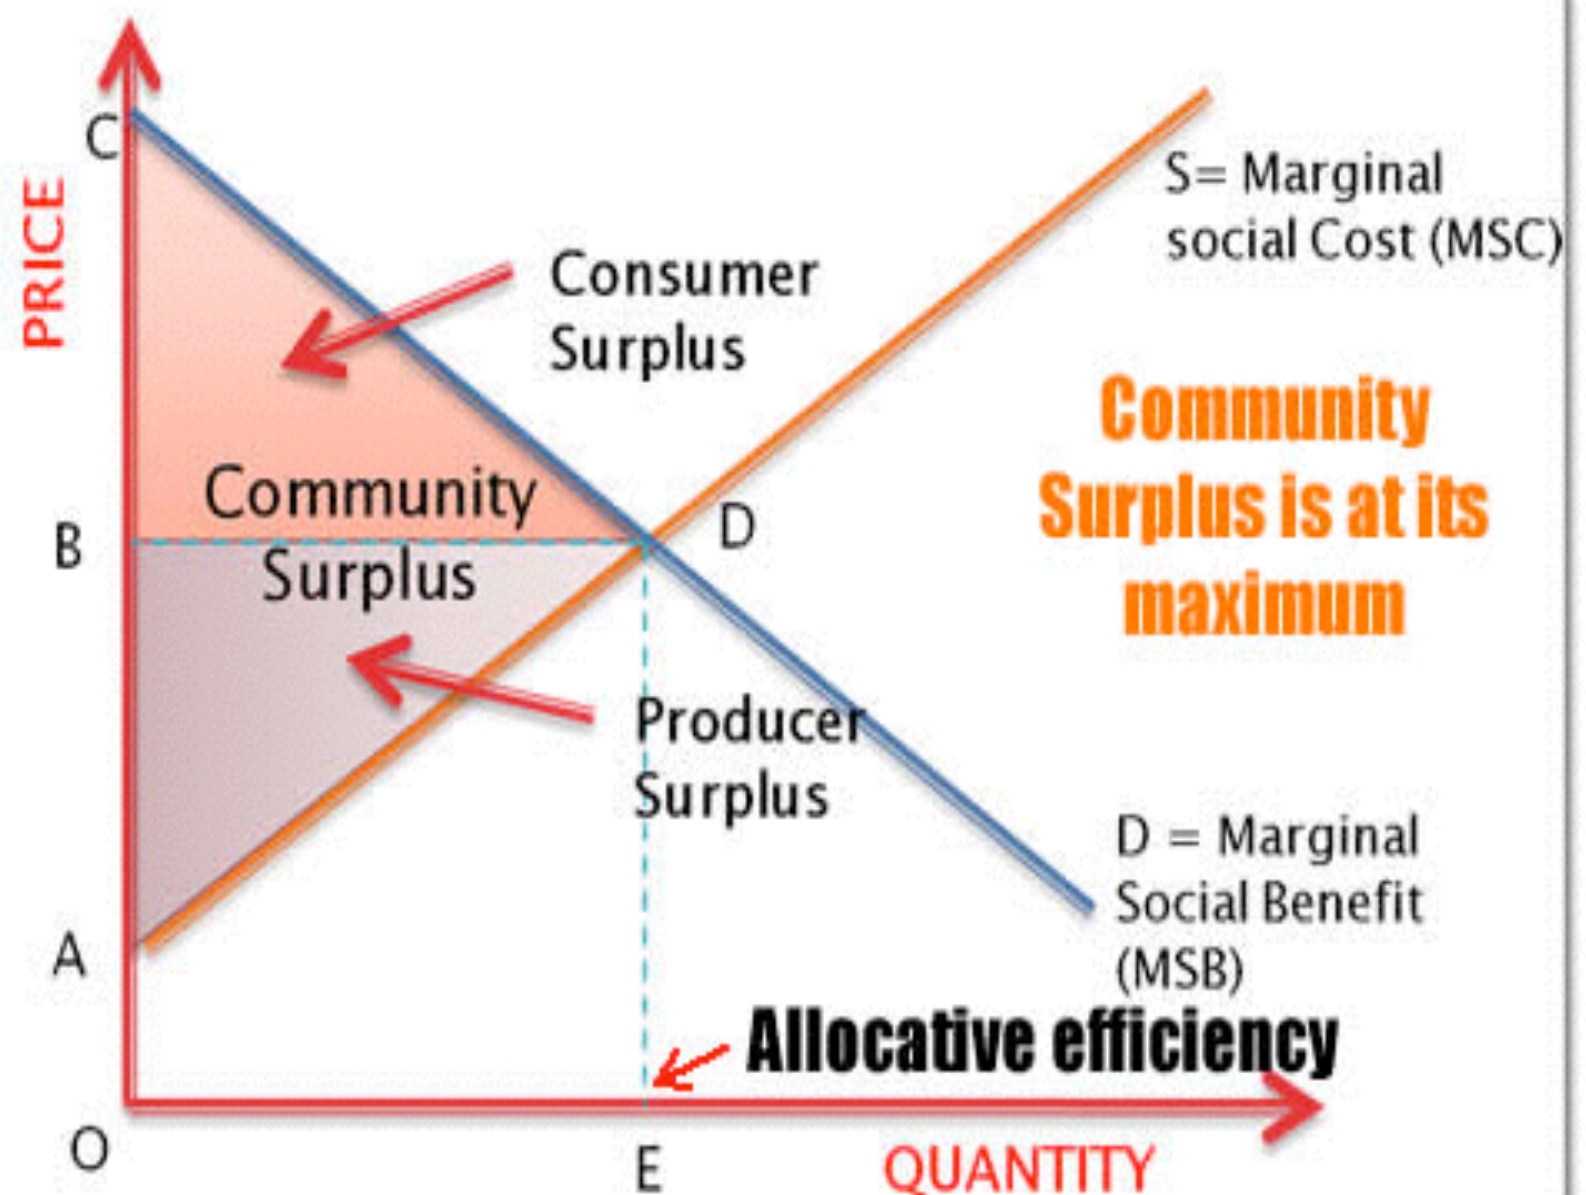 C
PRICE
S= Marginal
social Cost (MSC)
Consumer
Surplus
Community
Surplus is at its
maximum
Community
Surplus
B
D
Producer
Surplus
D = Marginal
Social Benefit
(MSB)
A
Allocative efficiency
O
E
QUANTITY